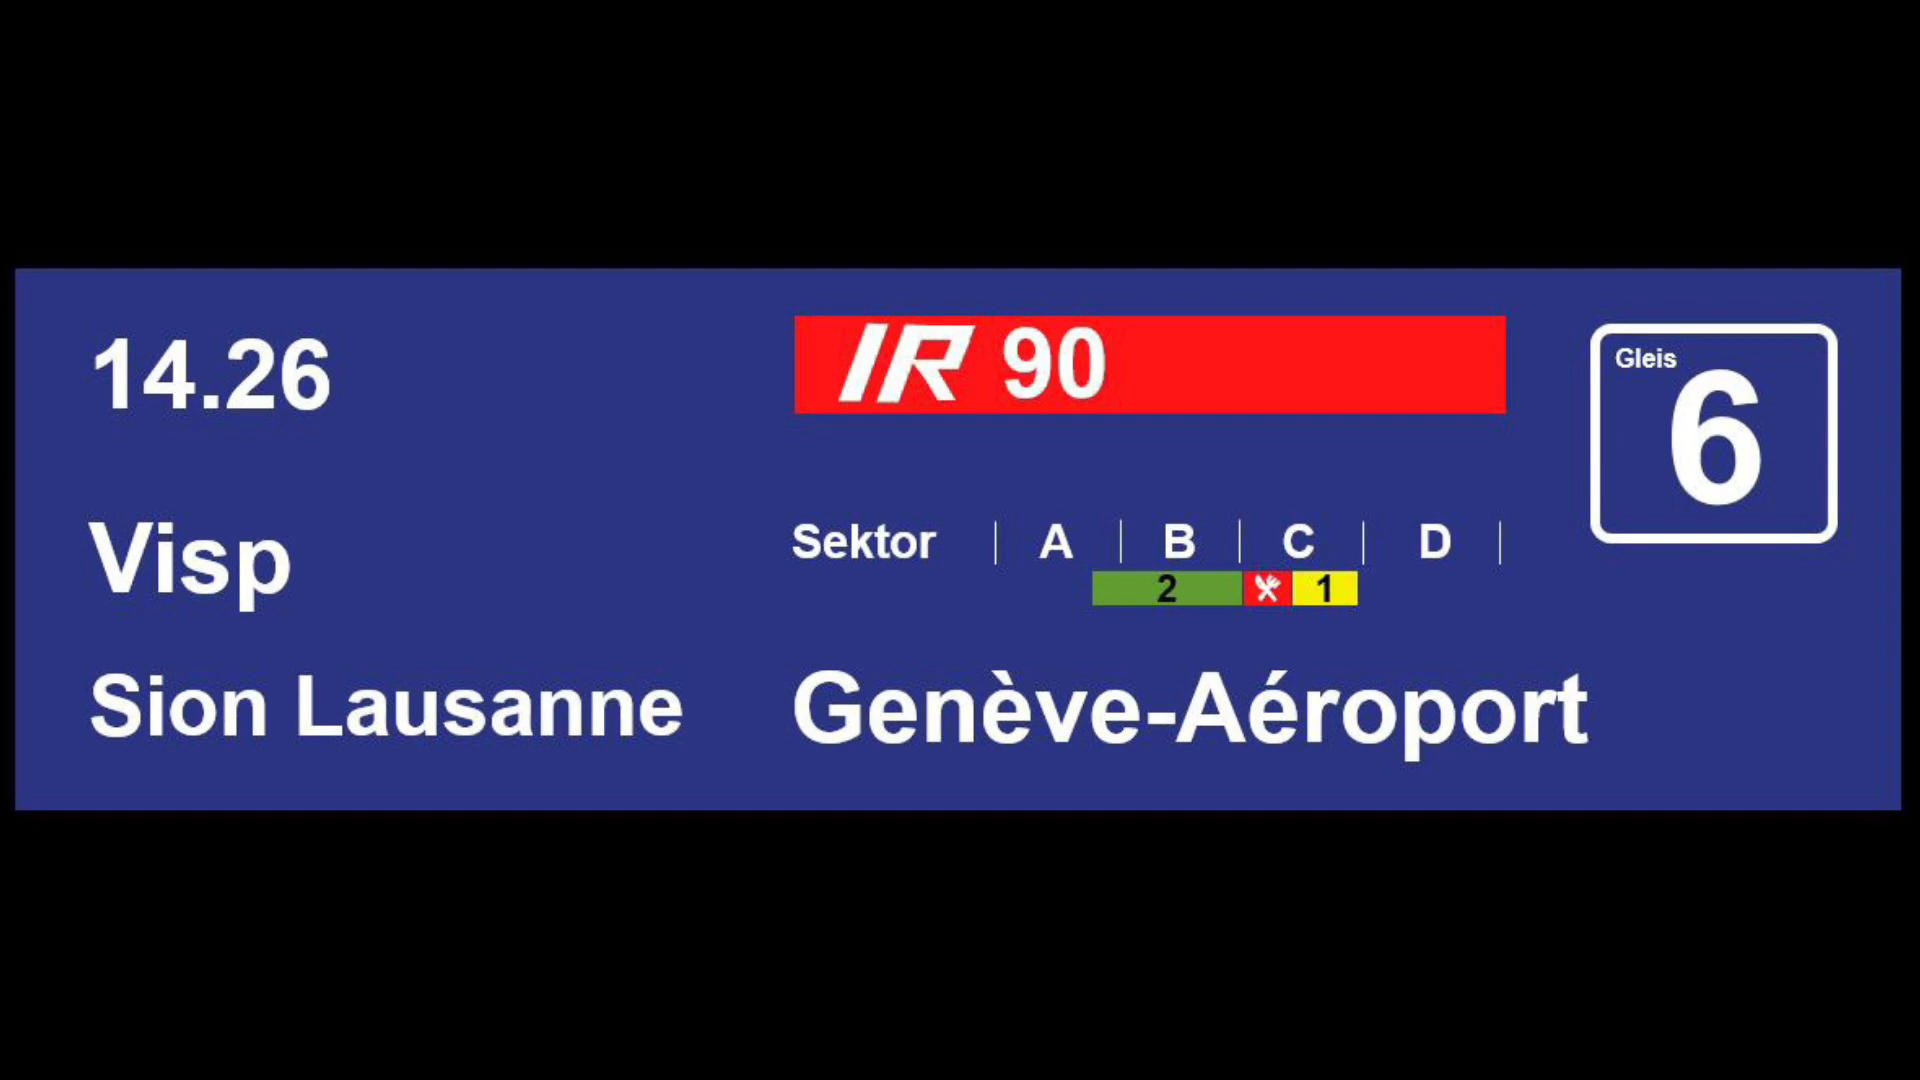 14.26
IR 90
Gleis
6
Visp
Sektor | A | B | C | D |
2 1
Sion Lausanne
Genève-Aéroport